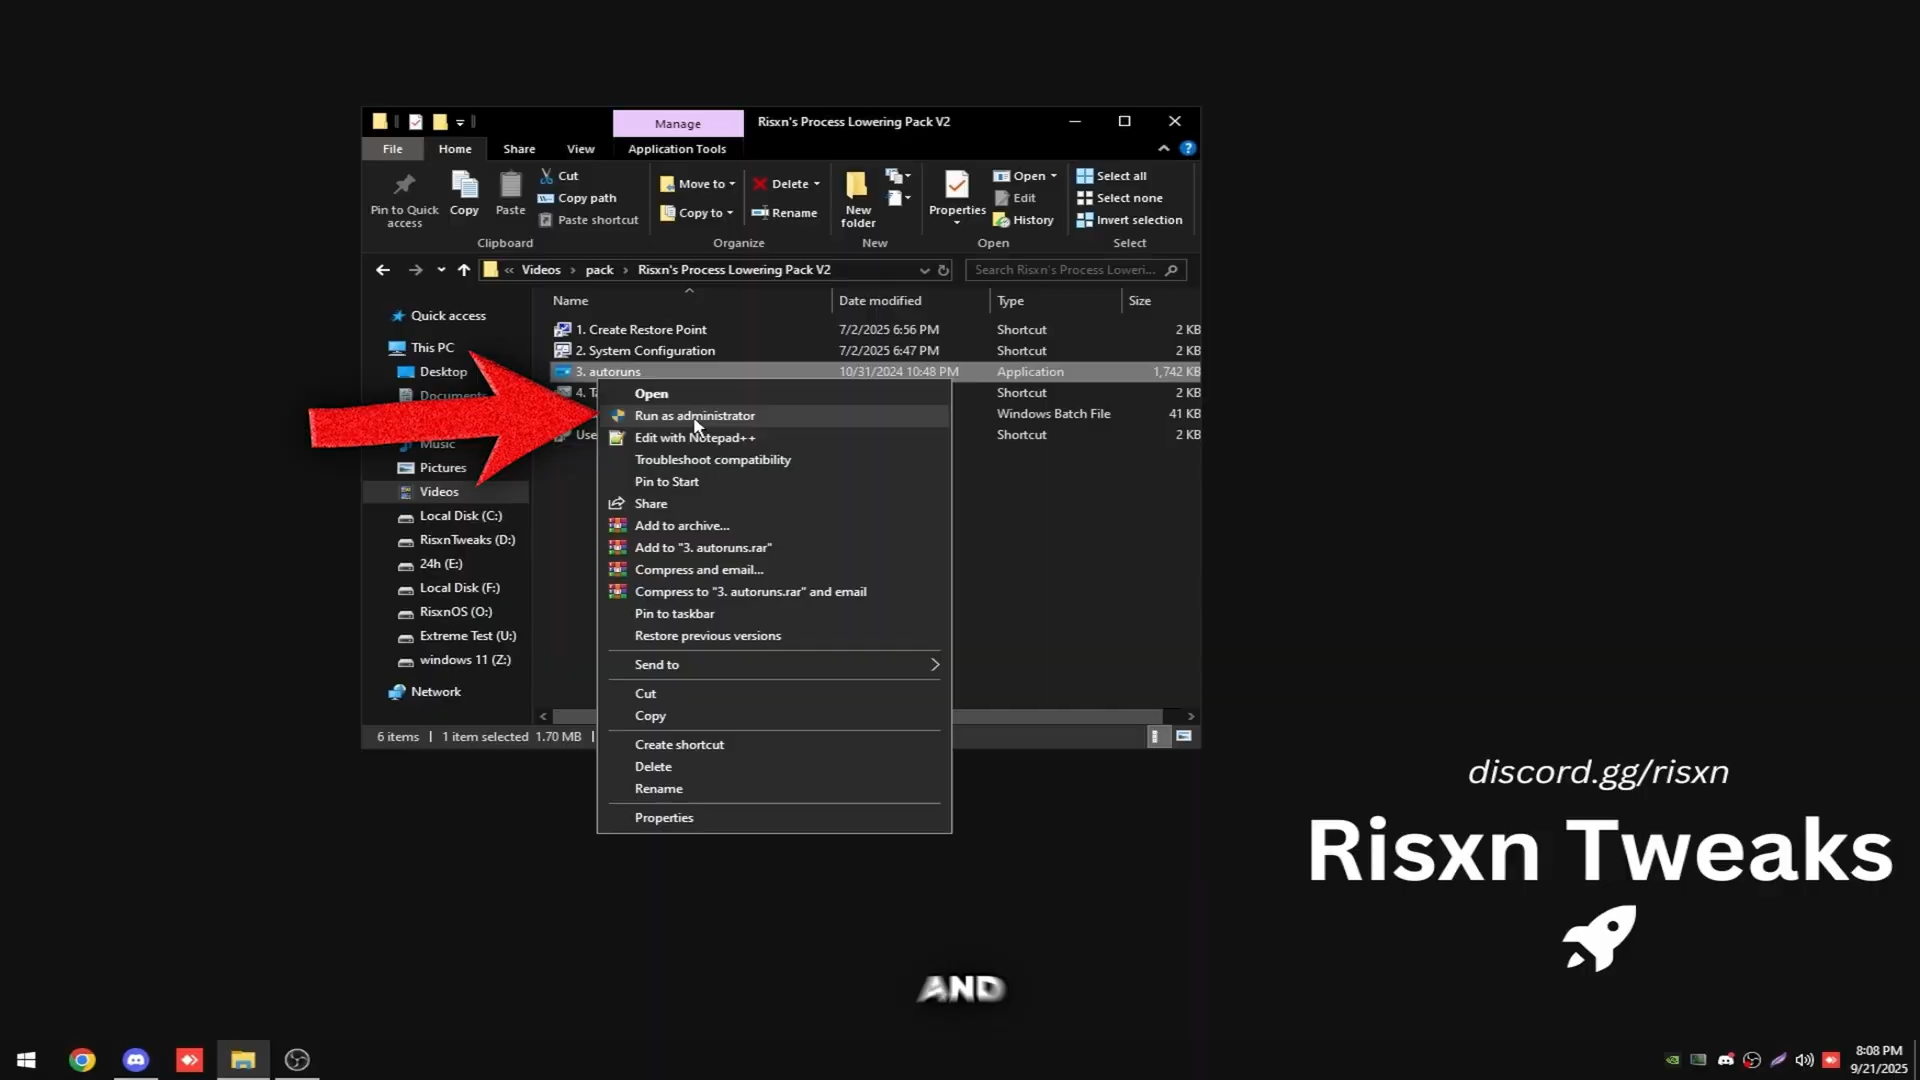 Manage
Risxn's Process Lowering Pack V2
File
Home
Share
View
Application Tools
Pin to Quick
access
Copy
Paste
Cut
Copy path
Paste shortcut
Clipboard
Move to
Copy to
Delete
Rename
Organize
New
folder
New
Properties
Open
Edit
History
Open
Select all
Select none
Invert selection
Select
« Videos › pack › Risxn's Process Lowering Pack V2
Search Risxn's Process Loweri...
Name
Date modified
Type
Size
1. Create Restore Point 7/2/2025 6:56 PM Shortcut 2 KB
2. System Configuration 7/2/2025 6:47 PM Shortcut 2 KB
3. autoruns 10/31/2024 10:48 PM Application 1,742 KB
4. Shortcut 2 KB
Windows Batch File 41 KB
Use Shortcut 2 KB
Quick access
This PC
Desktop
Documents
Music
Pictures
Videos
Local Disk (C:)
RisxnTweaks (D:)
24h (E:)
Local Disk (F:)
RisxnOS (O:)
Extreme Test (U:)
windows 11 (Z:)
Network
Open
Run as administrator
Edit with Notepad++
Troubleshoot compatibility
Pin to Start
Share
Add to archive...
Add to "3. autoruns.rar"
Compress and email...
Compress to "3. autoruns.rar" and email
Pin to taskbar
Restore previous versions
Send to
Cut
Copy
Create shortcut
Delete
Rename
Properties
6 items
1 item selected 1.70 MB
discord.gg/risxn
Risxn Tweaks
AND
8:08 PM
9/21/2025